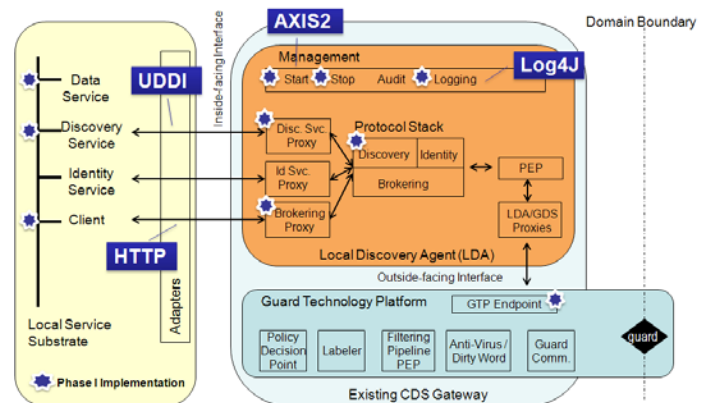 AXIS2
Domain Boundary
Inside-facing Interface
Management
Log4J
Start
Stop
Audit
Logging
Data
Service
UDDI
Discovery
Service
Disc. Svc.
Proxy
Protocol Stack
Discovery
Identity
Brokering
Identity
Service
Id Svc.
Proxy
PEP
Client
Brokering
Proxy
LDA/GDS
Proxies
HTTP
Local Discovery Agent (LDA)
Outside-facing Interface
Adapters
Guard Technology Platform
GTP Endpoint
Local Service
Substrate
Policy
Decision
Point
Labeler
Filtering
Pipeline
PEP
Anti-Virus /
Dirty Word
Guard
Comm.
guard
Phase I Implementation
Existing CDS Gateway